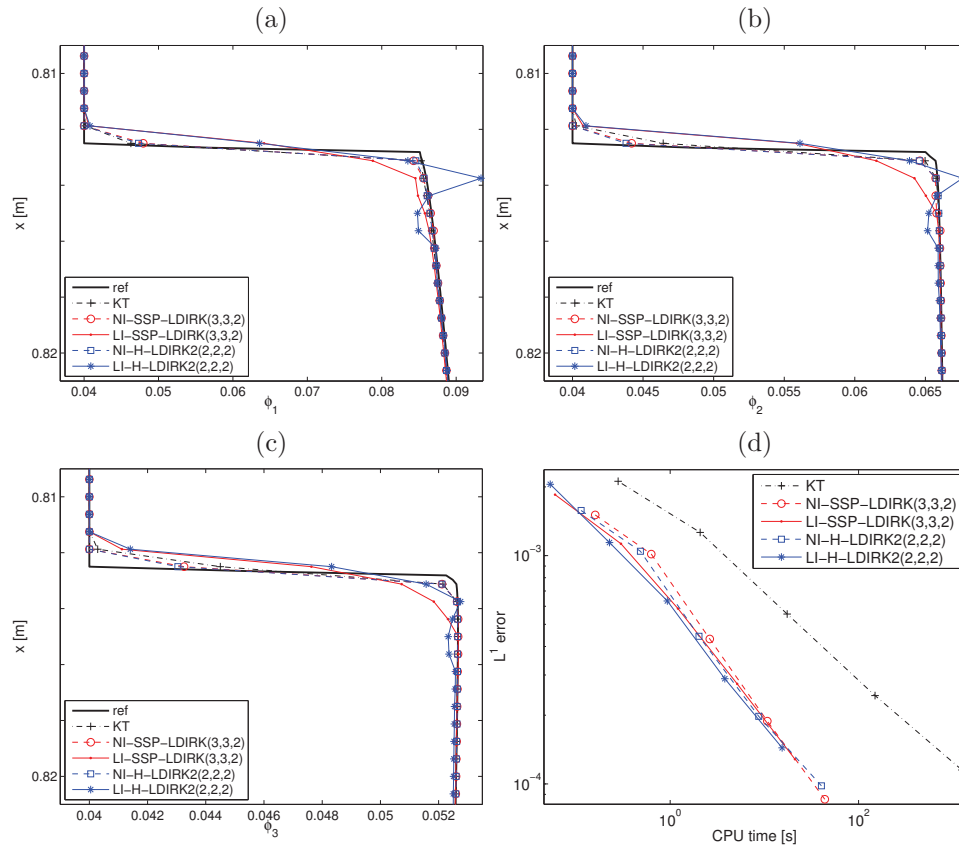 (a)
0.81
x [m]
0.82
ref
KT
NI−SSP−LDIRK(3,3,2)
LI−SSP−LDIRK(3,3,2)
NI−H−LDIRK2(2,2,2)
LI−H−LDIRK2(2,2,2)
0.04 0.05 0.06 0.07 0.08 0.09
ϕ_1
(b)
0.81
x [m]
0.82
ref
KT
NI−SSP−LDIRK(3,3,2)
LI−SSP−LDIRK(3,3,2)
NI−H−LDIRK2(2,2,2)
LI−H−LDIRK2(2,2,2)
0.04 0.045 0.05 0.055 0.06 0.065
ϕ_2
(c)
0.81
x [m]
0.82
ref
KT
NI−SSP−LDIRK(3,3,2)
LI−SSP−LDIRK(3,3,2)
NI−H−LDIRK2(2,2,2)
LI−H−LDIRK2(2,2,2)
0.04 0.042 0.044 0.046 0.048 0.05 0.052
ϕ_3
(d)
KT
NI−SSP−LDIRK(3,3,2)
LI−SSP−LDIRK(3,3,2)
NI−H−LDIRK2(2,2,2)
LI−H−LDIRK2(2,2,2)
10^−3
L^1 error
10^−4
10^0 10^2
CPU time [s]